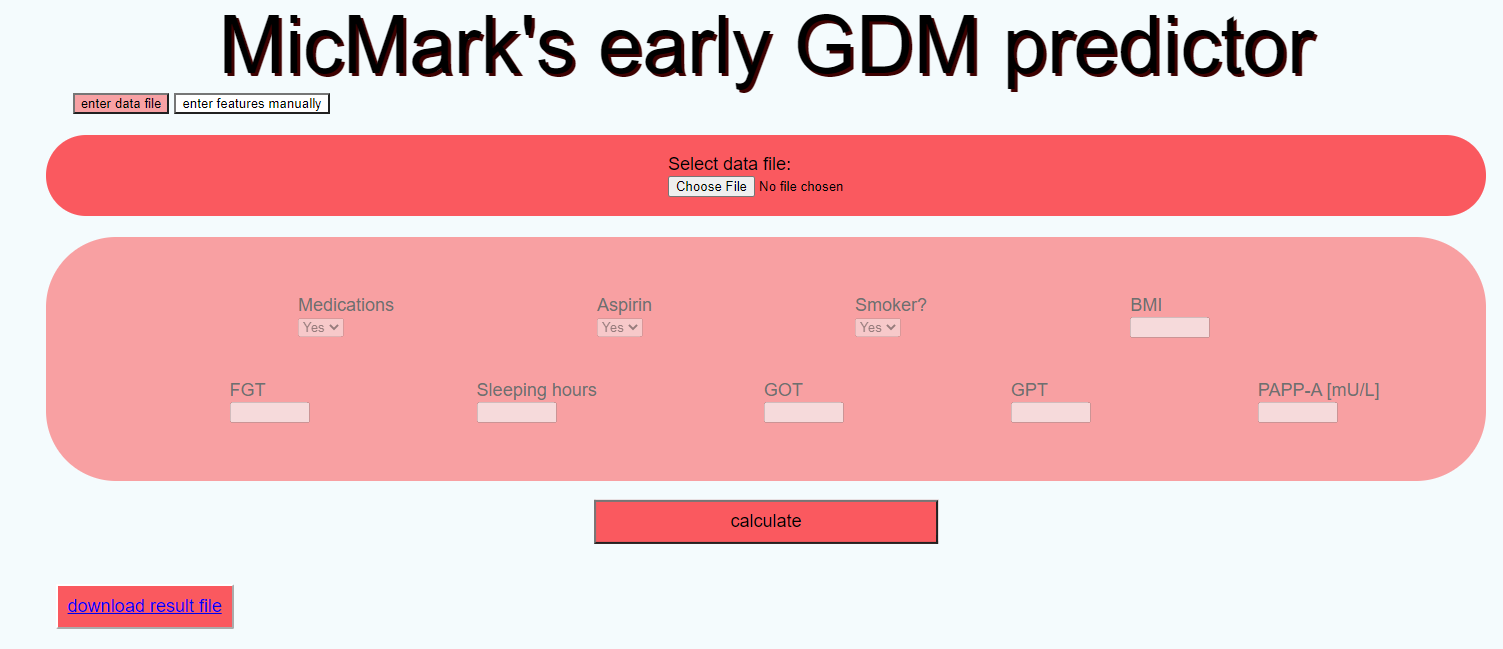 MicMark's early GDM predictor
enter data file enter features manually
Select data file:
Choose File No file chosen
Medications Aspirin Smoker? BMI
Yes Yes Yes
FGT Sleeping hours GOT GPT PAPP-A [mU/L]
calculate
download result file